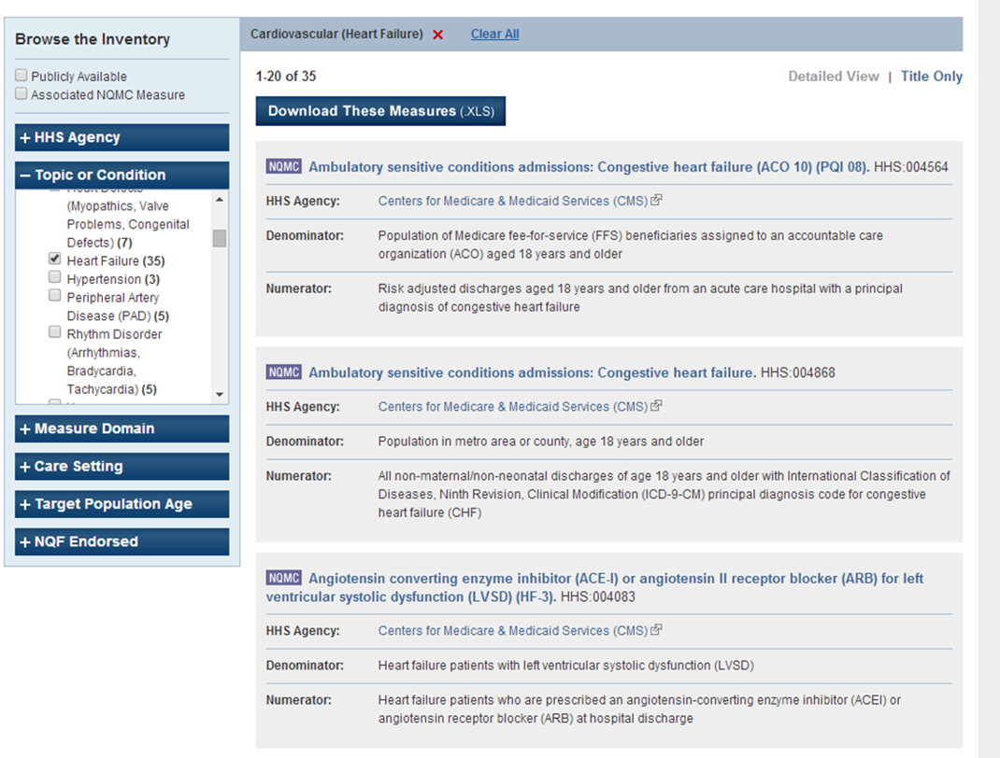 Browse the Inventory
Publicly Available
Associated NQMC Measure
+ HHS Agency
– Topic or Condition
(Myopathics, Valve
Problems, Congenital
Defects) (7)
Heart Failure (35)
Hypertension (3)
Peripheral Artery
Disease (PAD) (5)
Rhythm Disorder
(Arrhythmias,
Bradycardia,
Tachycardia) (5)
+ Measure Domain
+ Care Setting
+ Target Population Age
+ NQF Endorsed
Cardiovascular (Heart Failure) ✕ Clear All
1-20 of 35
Detailed View | Title Only
Download These Measures (.XLS)
NQMC Ambulatory sensitive conditions admissions: Congestive heart failure (ACO 10) (PQI 08). HHS:004564
HHS Agency: Centers for Medicare & Medicaid Services (CMS)
Denominator: Population of Medicare fee-for-service (FFS) beneficiaries assigned to an accountable care
organization (ACO) aged 18 years and older
Numerator: Risk adjusted discharges aged 18 years and older from an acute care hospital with a principal
diagnosis of congestive heart failure
NQMC Ambulatory sensitive conditions admissions: Congestive heart failure. HHS:004868
HHS Agency: Centers for Medicare & Medicaid Services (CMS)
Denominator: Population in metro area or county, age 18 years and older
Numerator: All non-maternal/non-neonatal discharges of age 18 years and older with International Classification of
Diseases, Ninth Revision, Clinical Modification (ICD-9-CM) principal diagnosis code for congestive
heart failure (CHF)
NQMC Angiotensin converting enzyme inhibitor (ACE-I) or angiotensin II receptor blocker (ARB) for left
ventricular systolic dysfunction (LVSD) (HF-3). HHS:004083
HHS Agency: Centers for Medicare & Medicaid Services (CMS)
Denominator: Heart failure patients with left ventricular systolic dysfunction (LVSD)
Numerator: Heart failure patients who are prescribed an angiotensin-converting enzyme inhibitor (ACEI) or
angiotensin receptor blocker (ARB) at hospital discharge